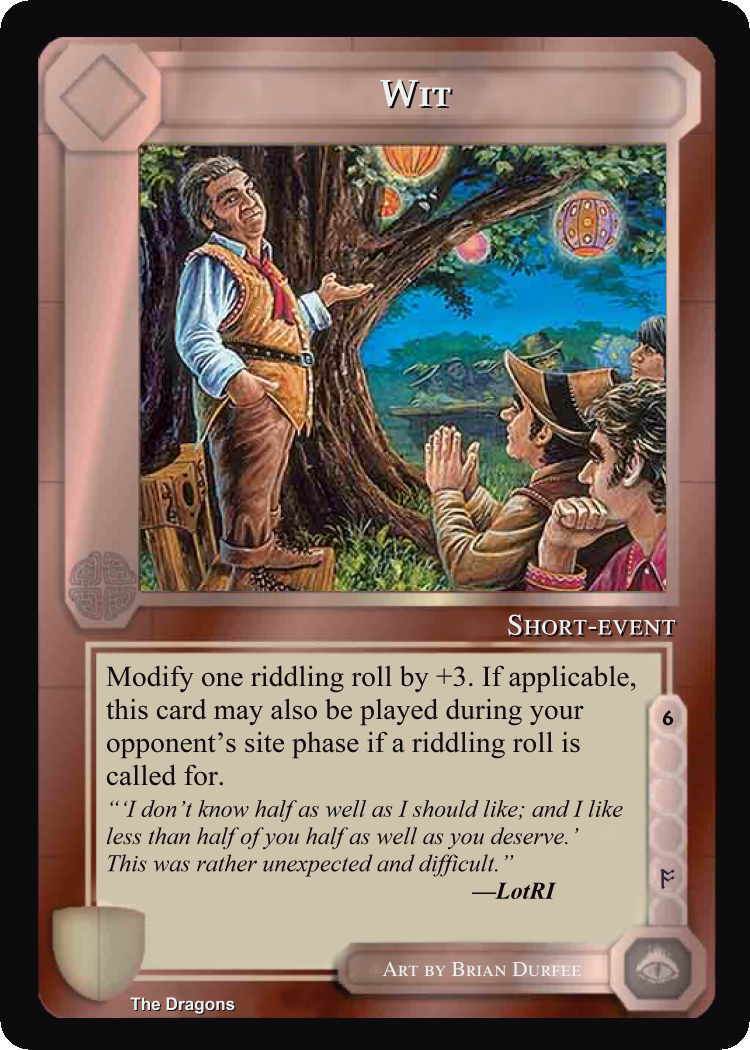 Wit
Short-event
Modify one riddling roll by +3. If applicable,
this card may also be played during your
opponent’s site phase if a riddling roll is
called for.
“‘I don’t know half as well as I should like; and I like
less than half of you half as well as you deserve.’
This was rather unexpected and difficult.”
—LotRI
6
ᚩ
Art by Brian Durfee
The Dragons